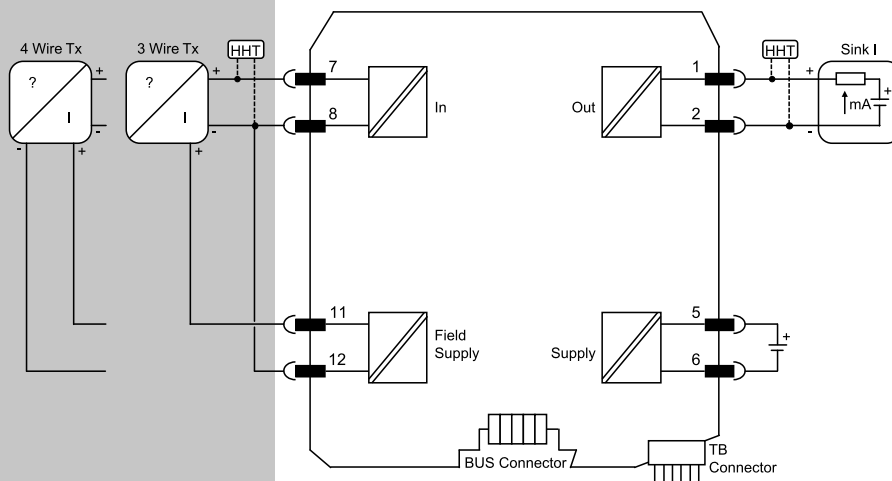 4 Wire Tx
3 Wire Tx
HHT
HHT
Sink I
+
+
7
1
+
+
?
?
In
Out
mA
I
I
8
2
-
-
-
-
+
+
11
5
Field
Supply
Supply
+
12
6
BUS Connector
TB
Connector